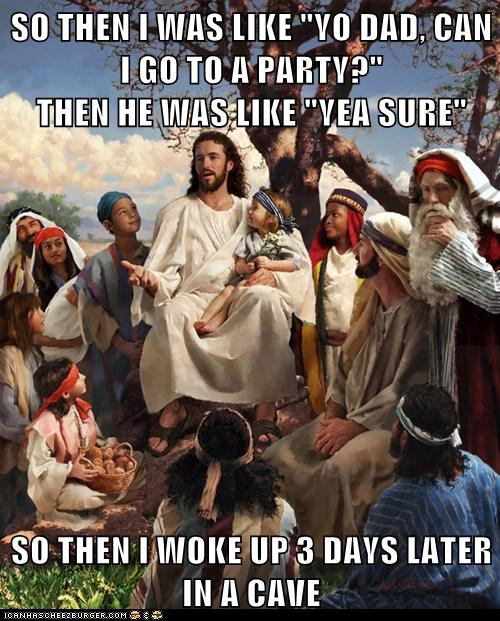 SO THEN I WAS LIKE "YO DAD, CAN
I GO TO A PARTY?"
THEN HE WAS LIKE "YEA SURE"
SO THEN I WOKE UP 3 DAYS LATER
IN A CAVE
ICANHASCHEEZBURGER.COM